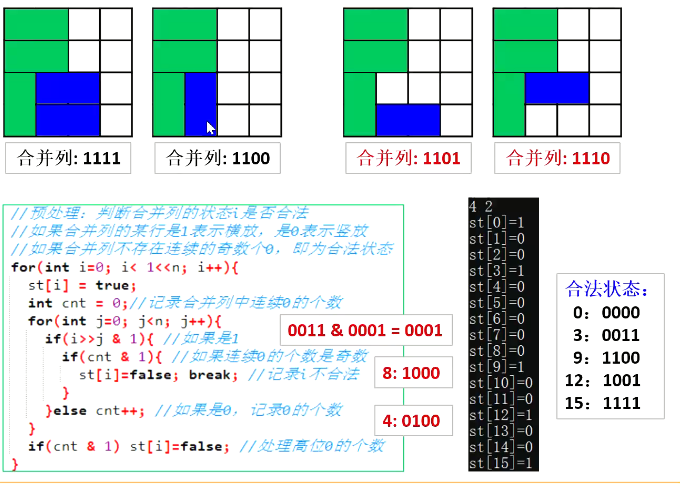 合并列: 1111
合并列: 1100
合并列: 1101
合并列: 1110
//预处理：判断合并列的状态i是否合法
//如果合并列的某行是1表示横放，是0表示竖放
//如果合并列不存在连续的奇数个0，即为合法状态
for(int i=0; i< 1<<n; i++){
st[i] = true;
int cnt = 0;//记录合并列中连续0的个数
for(int j=0; j<n; j++){
if(i>>j & 1){ //如果是1
if(cnt & 1){ //如果连续0的个数是奇数
st[i]=false; break; //记录i不合法
}
}else cnt++; //如果是0，记录0的个数
}
if(cnt & 1) st[i]=false; //处理高位0的个数
}
0011 & 0001 = 0001
8: 1000
4: 0100
4 2
st[0]=1
st[1]=0
st[2]=0
st[3]=1
st[4]=0
st[5]=0
st[6]=0
st[7]=0
st[8]=0
st[9]=1
st[10]=0
st[11]=0
st[12]=1
st[13]=0
st[14]=0
st[15]=1
合法状态：
0：0000
3：0011
9：1100
12：1001
15：1111